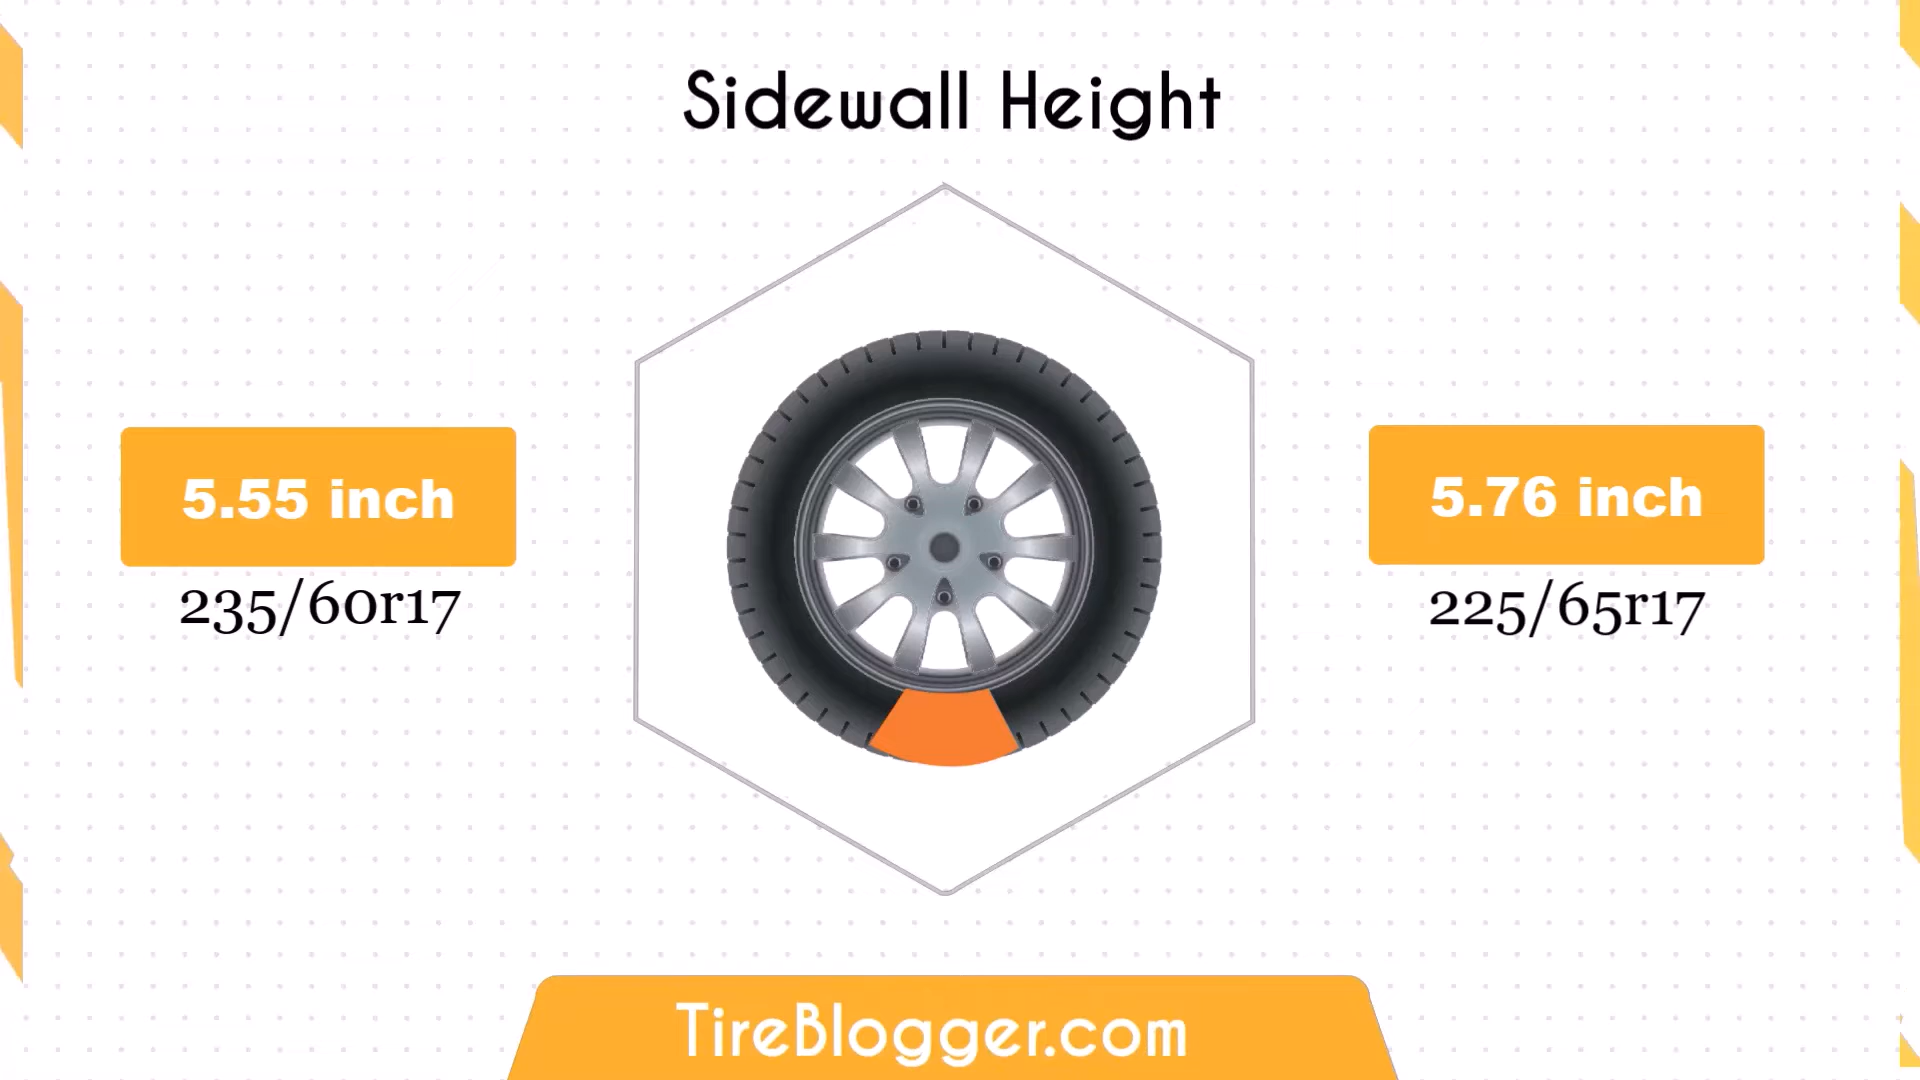 Sidewall Height
5.55 inch
235/60r17
5.76 inch
225/65r17
TireBlogger.com